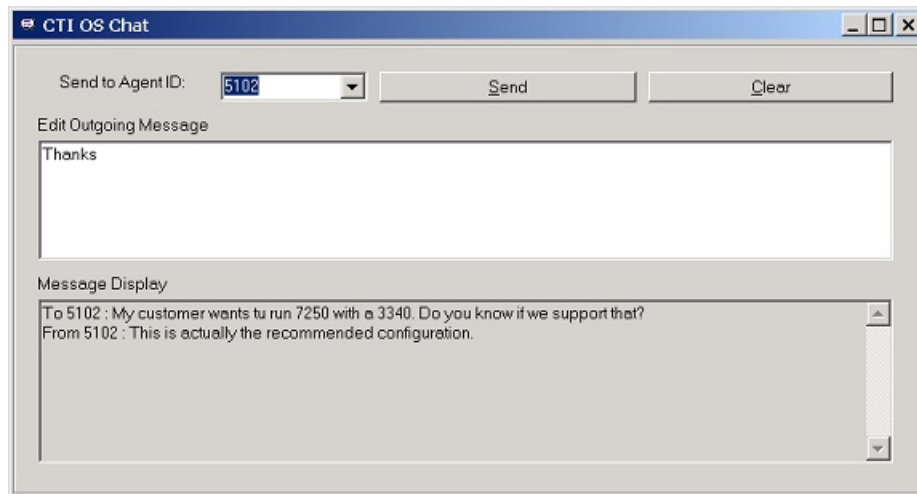 CTI OS Chat
Send to Agent ID:
5102
Send
Clear
Edit Outgoing Message
Thanks
Message Display
To 5102 : My customer wants tu run 7250 with a 3340. Do you know if we support that?
From 5102 : This is actually the recommended configuration.